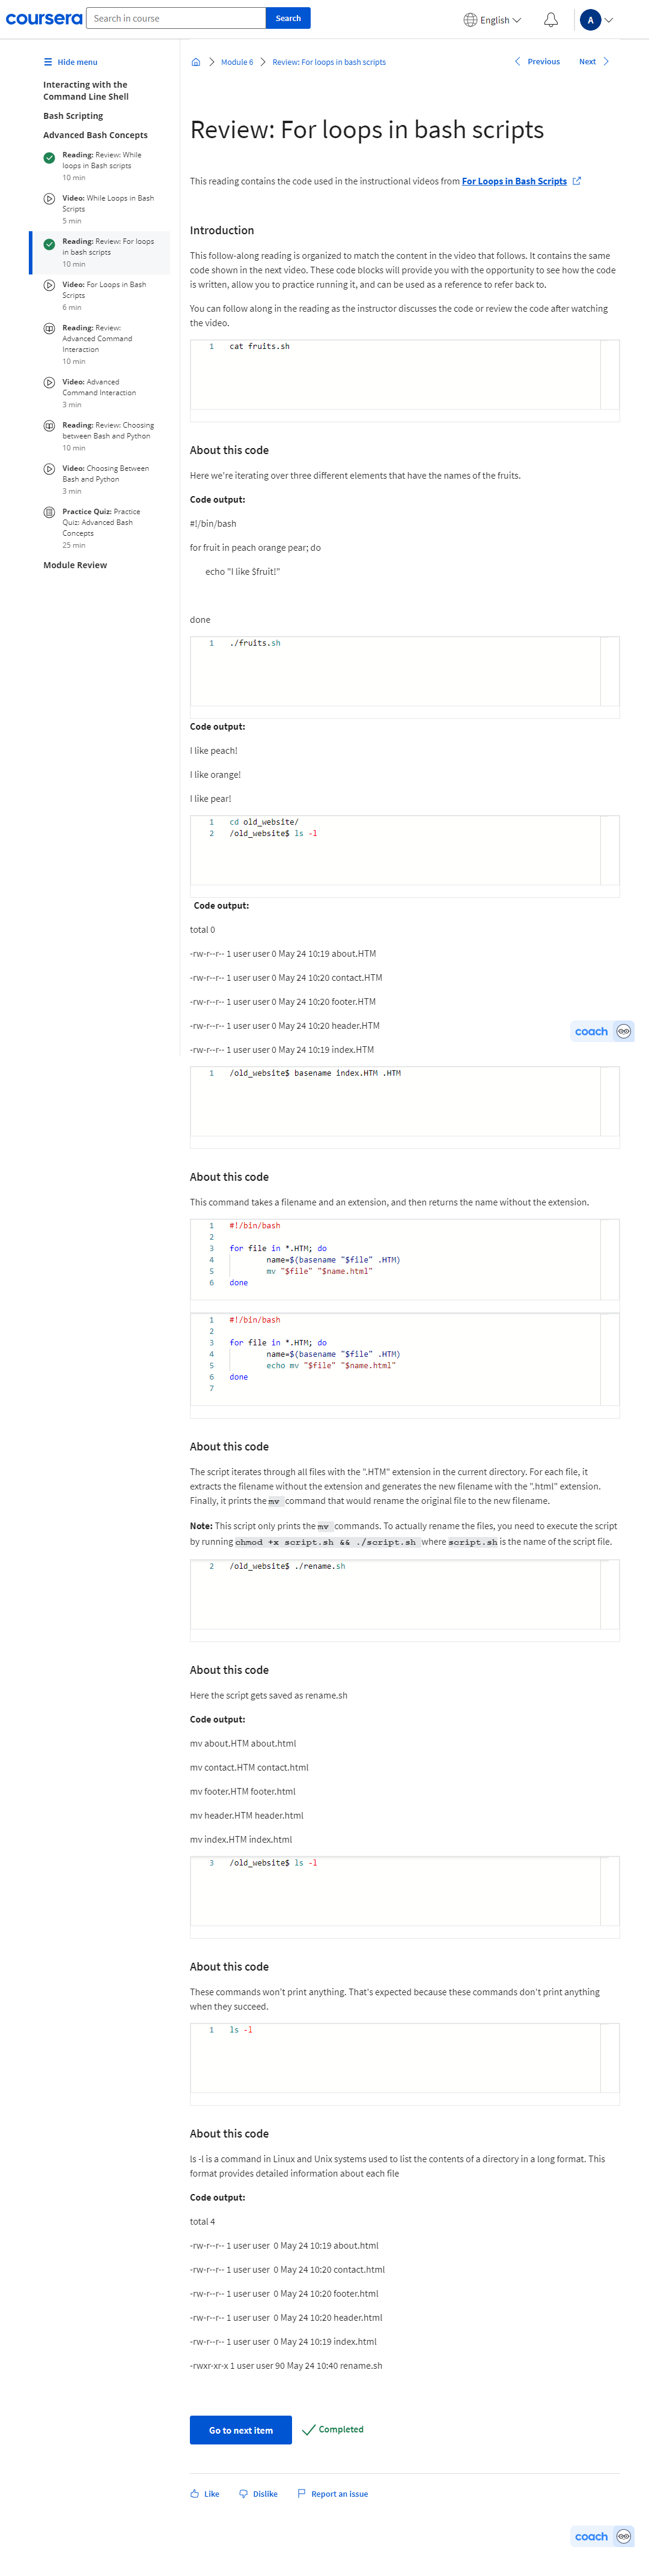 coursera
Search in course
Search
English
A
Hide menu
Interacting with the
Command Line Shell
Bash Scripting
Advanced Bash Concepts
Reading: Review: While
loops in Bash scripts
10 min
Video: While Loops in Bash
Scripts
5 min
Reading: Review: For loops
in bash scripts
10 min
Video: For Loops in Bash
Scripts
6 min
Reading: Review:
Advanced Command
Interaction
10 min
Video: Advanced
Command Interaction
3 min
Reading: Review: Choosing
between Bash and Python
10 min
Video: Choosing Between
Bash and Python
3 min
Practice Quiz: Practice
Quiz: Advanced Bash
Concepts
25 min
Module Review
Module 6
Review: For loops in bash scripts
Previous
Next
Review: For loops in bash scripts
This reading contains the code used in the instructional videos from For Loops in Bash Scripts
Introduction
This follow-along reading is organized to match the content in the video that follows. It contains the same
code shown in the next video. These code blocks will provide you with the opportunity to see how the code
is written, allow you to practice running it, and can be used as a reference to refer back to.
You can follow along in the reading as the instructor discusses the code or review the code after watching
the video.
1 cat fruits.sh
About this code
Here we're iterating over three different elements that have the names of the fruits.
Code output:
#!/bin/bash
for fruit in peach orange pear; do
echo "I like $fruit!"
done
1 ./fruits.sh
Code output:
I like peach!
I like orange!
I like pear!
1 cd old_website/
2 /old_website$ ls -l
Code output:
total 0
-rw-r--r-- 1 user user 0 May 24 10:19 about.HTM
-rw-r--r-- 1 user user 0 May 24 10:20 contact.HTM
-rw-r--r-- 1 user user 0 May 24 10:20 footer.HTM
-rw-r--r-- 1 user user 0 May 24 10:20 header.HTM
coach
-rw-r--r-- 1 user user 0 May 24 10:19 index.HTM
1 /old_website$ basename index.HTM .HTM
About this code
This command takes a filename and an extension, and then returns the name without the extension.
1 #!/bin/bash
2
3 for file in *.HTM; do
4 name=$(basename "$file" .HTM)
5 mv "$file" "$name.html"
6 done
1 #!/bin/bash
2
3 for file in *.HTM; do
4 name=$(basename "$file" .HTM)
5 echo mv "$file" "$name.html"
6 done
7
About this code
The script iterates through all files with the ".HTM" extension in the current directory. For each file, it
extracts the filename without the extension and generates the new filename with the ".html" extension.
Finally, it prints the mv command that would rename the original file to the new filename.
Note: This script only prints the mv commands. To actually rename the files, you need to execute the script
by running chmod +x script.sh && ./script.sh where script.sh is the name of the script file.
2 /old_website$ ./rename.sh
About this code
Here the script gets saved as rename.sh
Code output:
mv about.HTM about.html
mv contact.HTM contact.html
mv footer.HTM footer.html
mv header.HTM header.html
mv index.HTM index.html
3 /old_website$ ls -l
About this code
These commands won't print anything. That's expected because these commands don't print anything
when they succeed.
1 ls -l
About this code
ls -l is a command in Linux and Unix systems used to list the contents of a directory in a long format. This
format provides detailed information about each file
Code output:
total 4
-rw-r--r-- 1 user user 0 May 24 10:19 about.html
-rw-r--r-- 1 user user 0 May 24 10:20 contact.html
-rw-r--r-- 1 user user 0 May 24 10:20 footer.html
-rw-r--r-- 1 user user 0 May 24 10:20 header.html
-rw-r--r-- 1 user user 0 May 24 10:19 index.html
-rwxr-xr-x 1 user user 90 May 24 10:40 rename.sh
Go to next item
Completed
Like
Dislike
Report an issue
coach